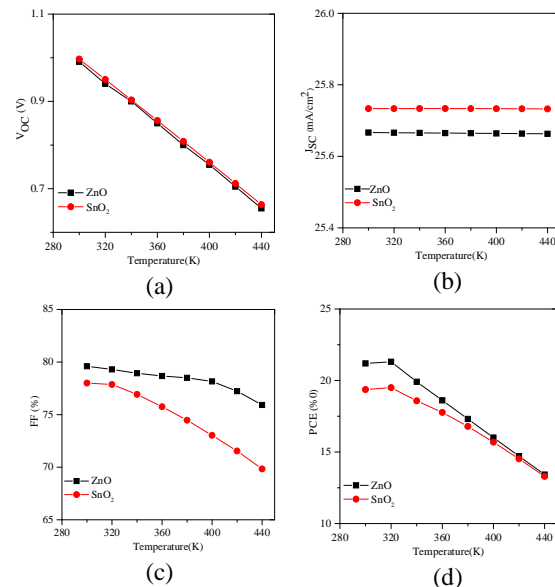 1.1
0.9
0.7
V_OC (V)
ZnO
SnO₂
280 320 360 400 440
Temperature(K)
(a)
26.0
25.8
25.6
25.4
J_SC (mA/cm²)
ZnO
SnO₂
280 320 360 400 440
Temperature(K)
(b)
85
80
75
70
65
FF (%)
ZnO
SnO₂
280 320 360 400 440
Temperature(K)
(c)
25
20
15
10
PCE (%0)
ZnO
SnO₂
280 320 360 400 440
Temperature(K)
(d)